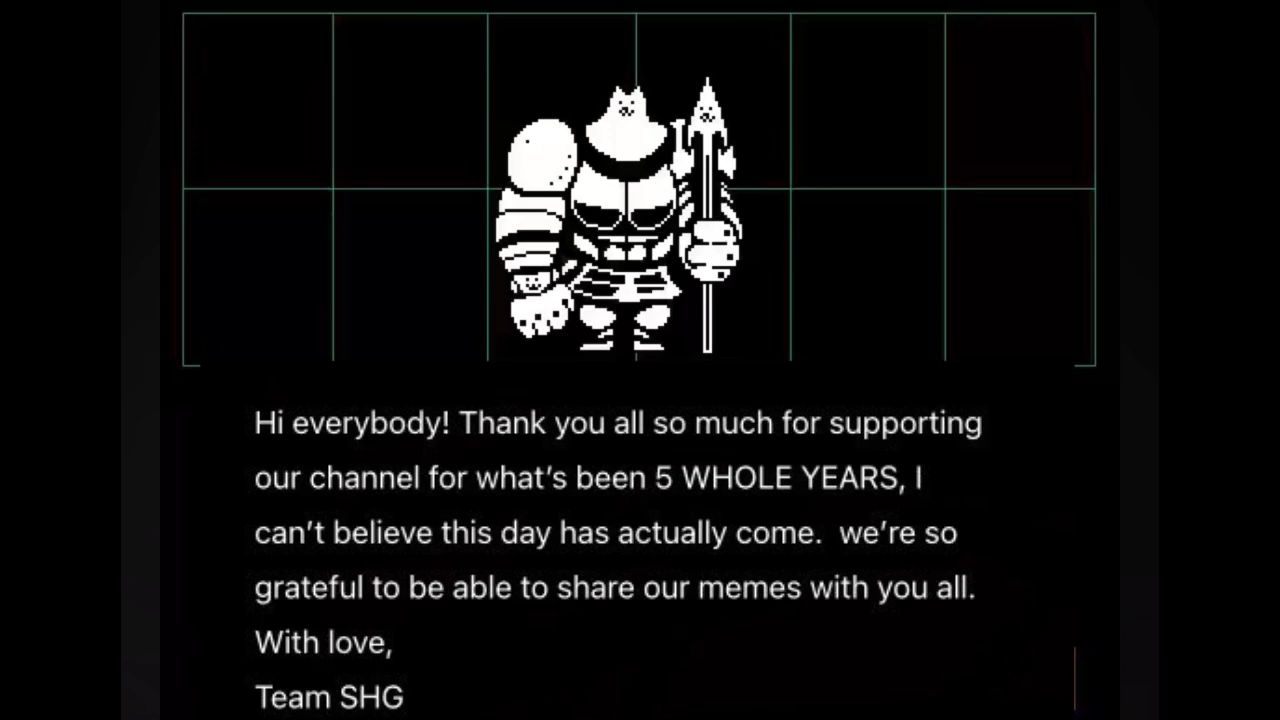 Hi everybody! Thank you all so much for supporting
our channel for what’s been 5 WHOLE YEARS, I
can’t believe this day has actually come.  we’re so
grateful to be able to share our memes with you all.
With love,
Team SHG